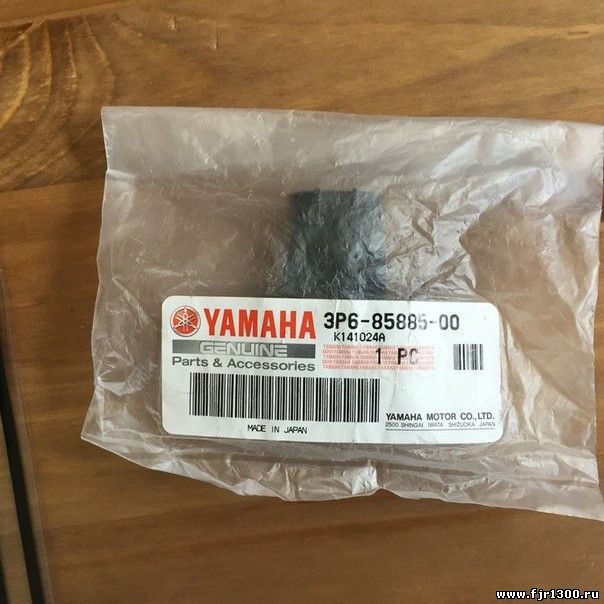 YAMAHA
GENUINE
Parts & Accessories
3P6-85885-00
K141024A
1 PC
MADE IN JAPAN
YAMAHA MOTOR CO.,LTD.
2500 SHINGAI IWATA SHIZUOKA JAPAN
www.fjr1300.ru